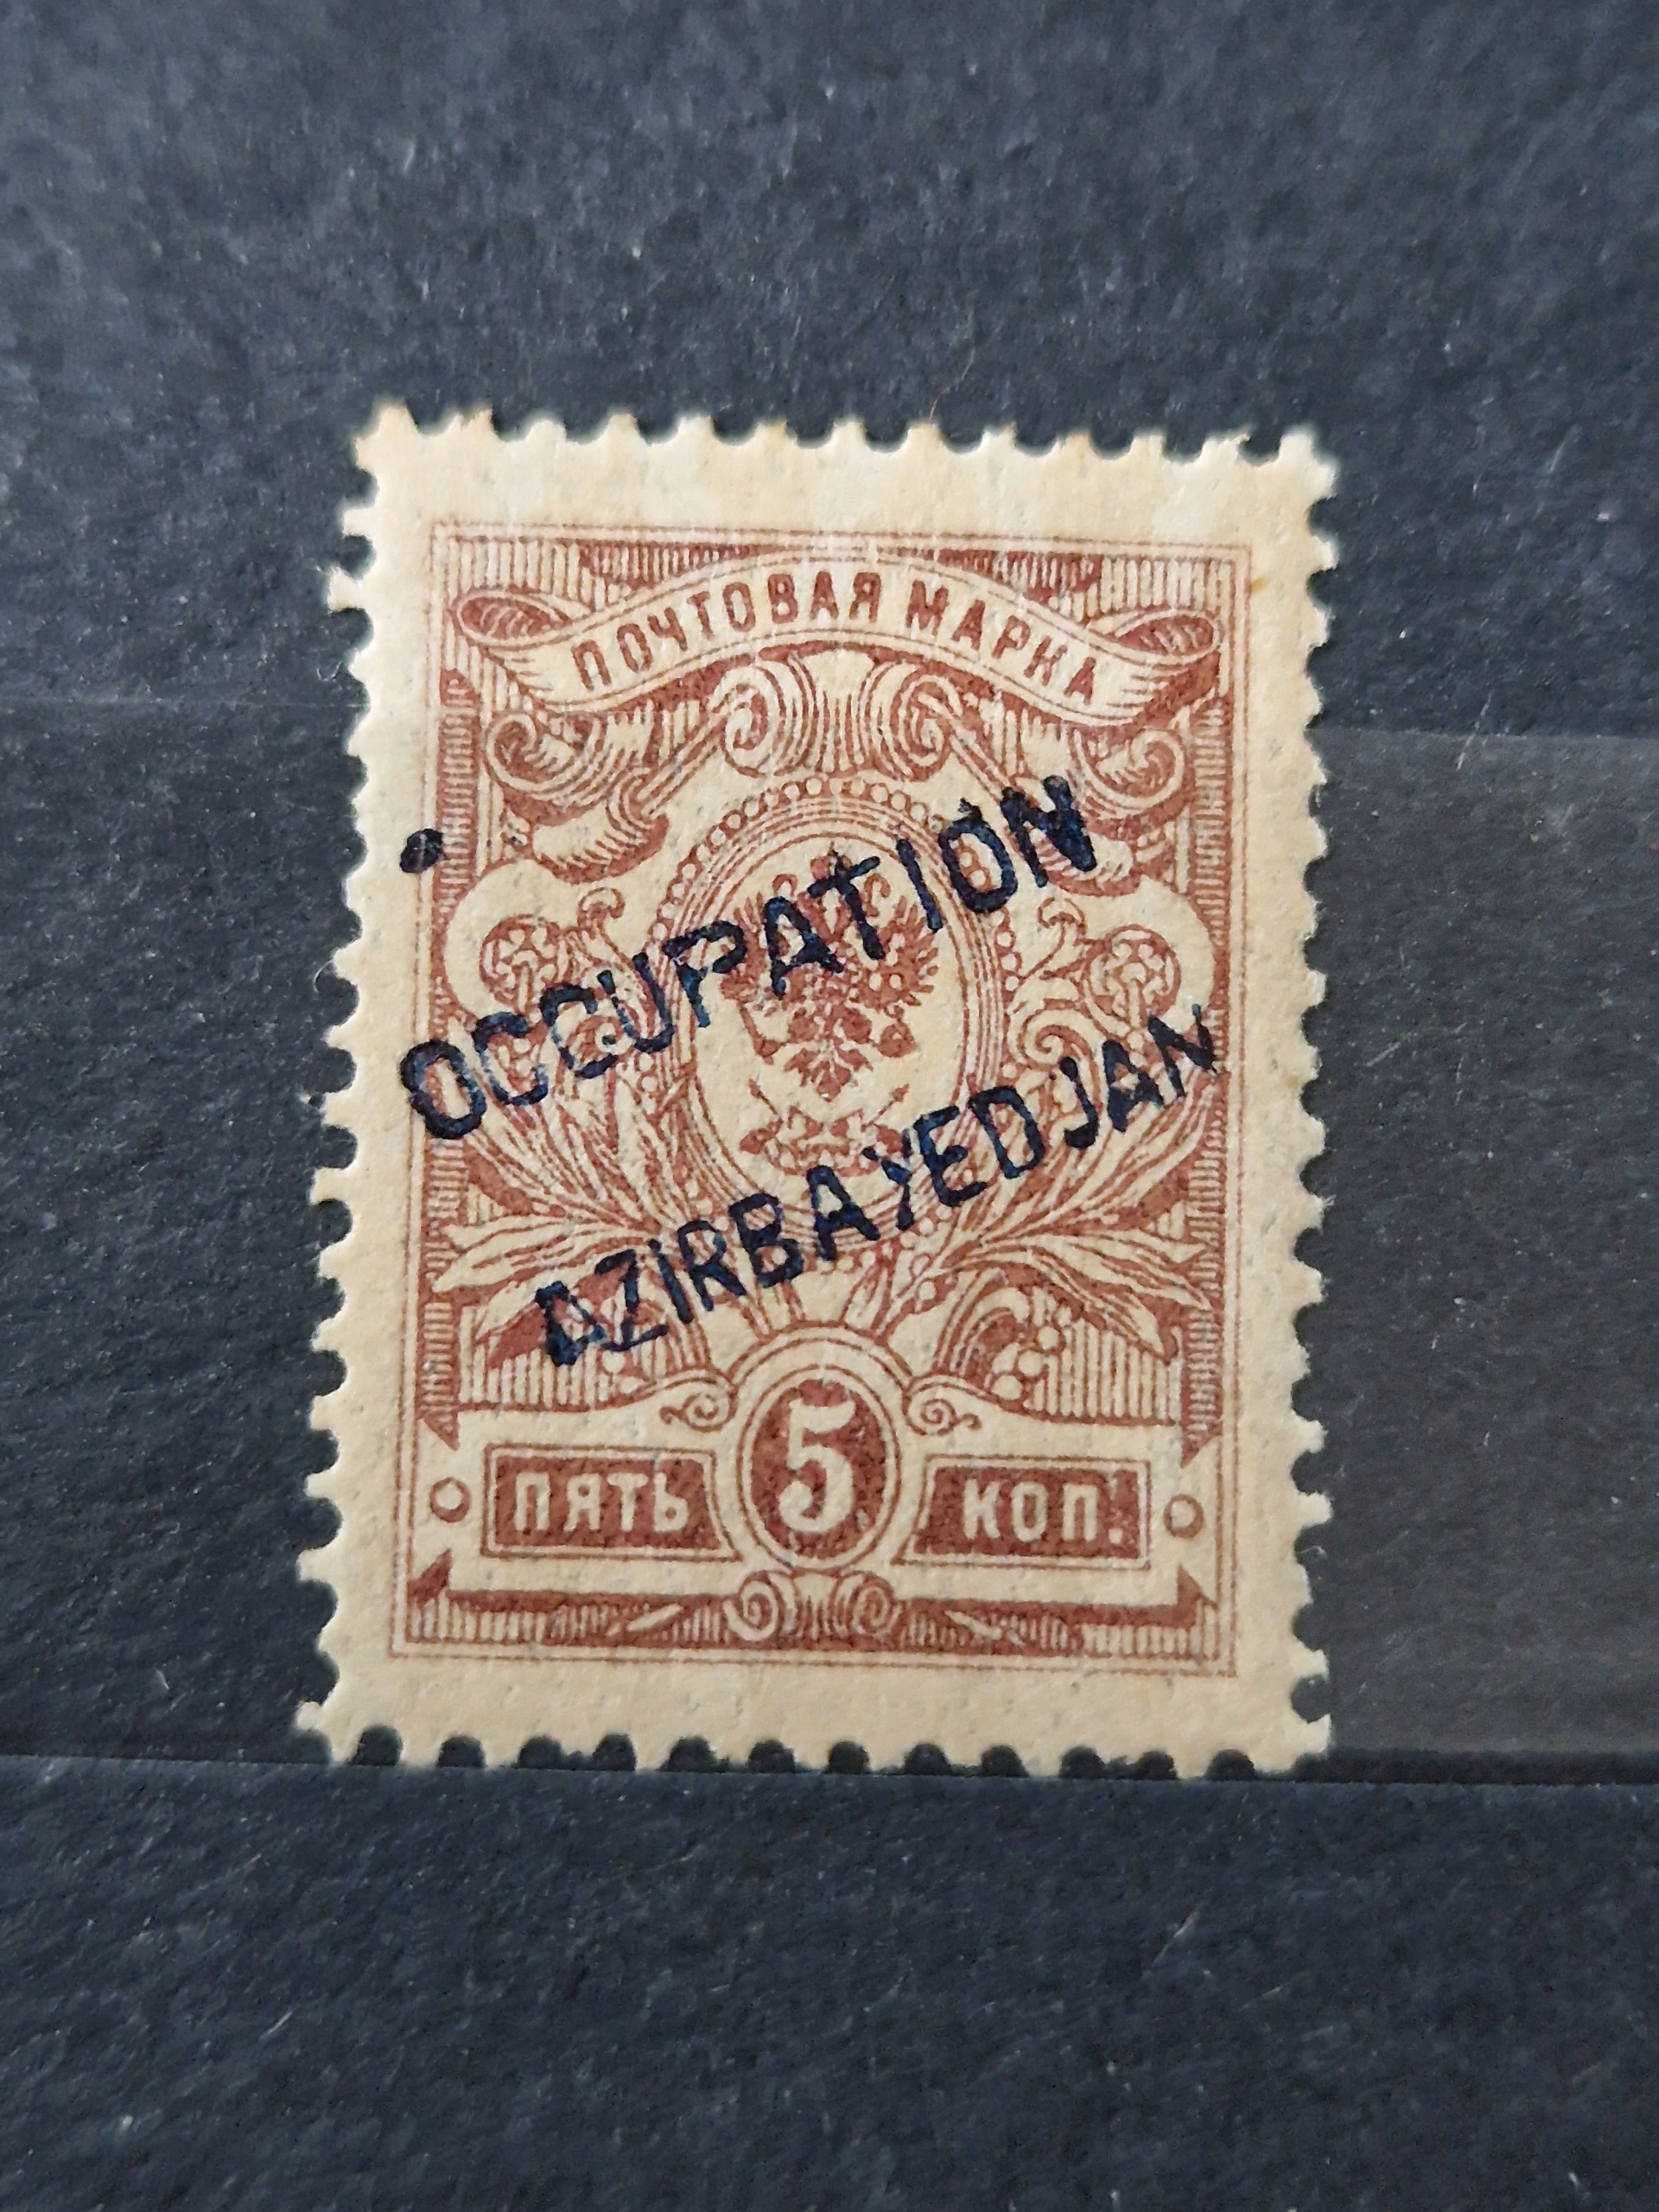 ПОЧТОВАЯ МАРКА
OCCUPATION
AZIRBAYEDJAN
5
ПЯТЬ КОП.